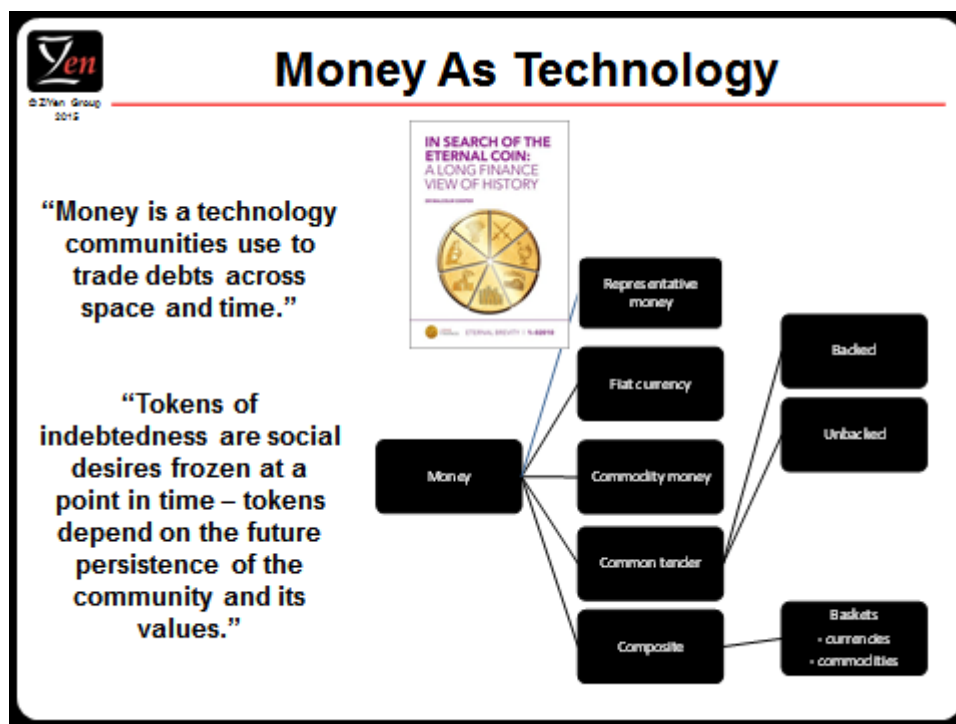 Yen
© Z/Yen Group
2015
Money As Technology
“Money is a technology
communities use to
trade debts across
space and time.”
“Tokens of
indebtedness are social
desires frozen at a
point in time – tokens
depend on the future
persistence of the
community and its
values.”
IN SEARCH OF THE
ETERNAL COIN:
A LONG FINANCE
VIEW OF HISTORY
ETERNAL BREVITY
Money
Representative
money
Fiat currency
Commodity money
Common tender
Composite
Backed
Unbacked
Baskets
- currencies
- commodities